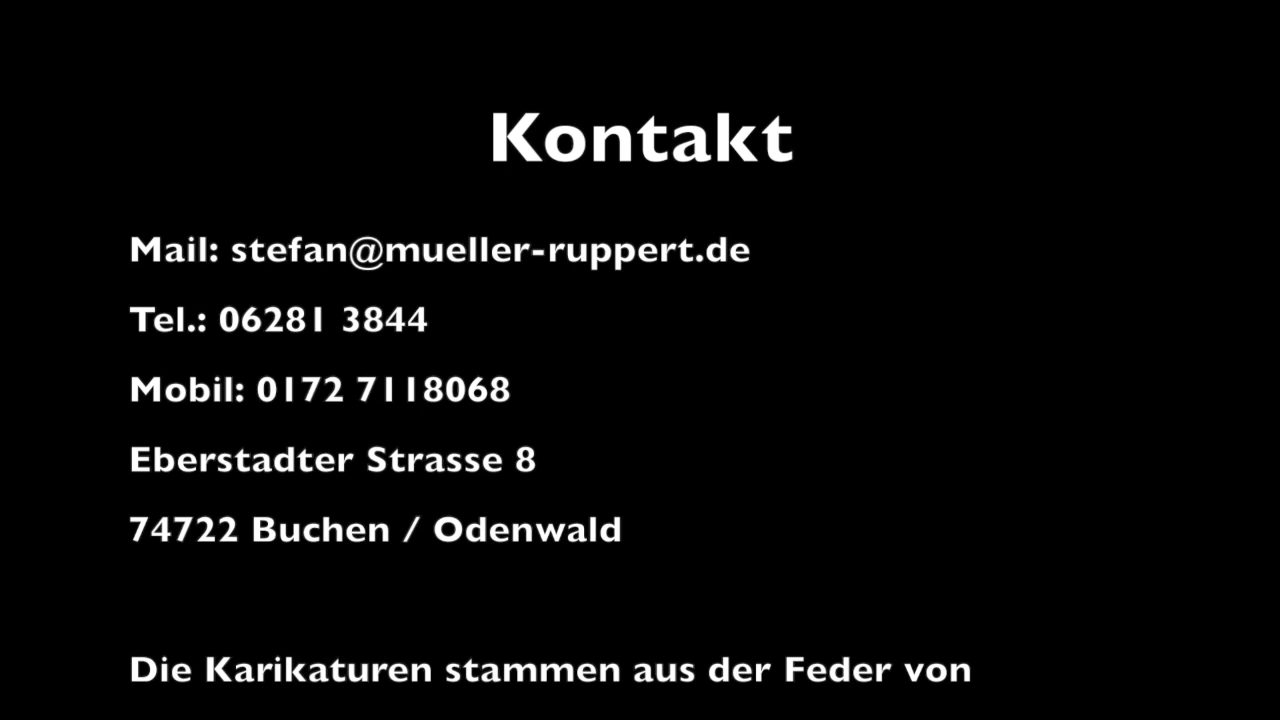 Kontakt
Mail: stefan@mueller-ruppert.de
Tel.: 06281 3844
Mobil: 0172 7118068
Eberstadter Strasse 8
74722 Buchen / Odenwald
Die Karikaturen stammen aus der Feder von